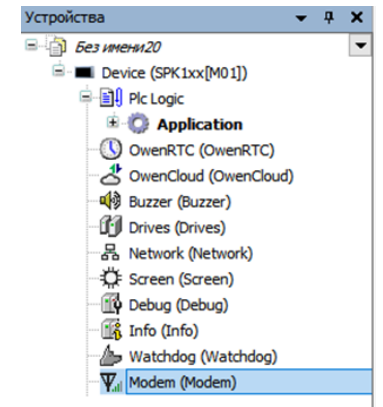 Устройства
Без имени20
Device (SPK1xx[M01])
Plc Logic
Application
OwenRTC (OwenRTC)
OwenCloud (OwenCloud)
Buzzer (Buzzer)
Drives (Drives)
Network (Network)
Screen (Screen)
Debug (Debug)
Info (Info)
Watchdog (Watchdog)
Modem (Modem)